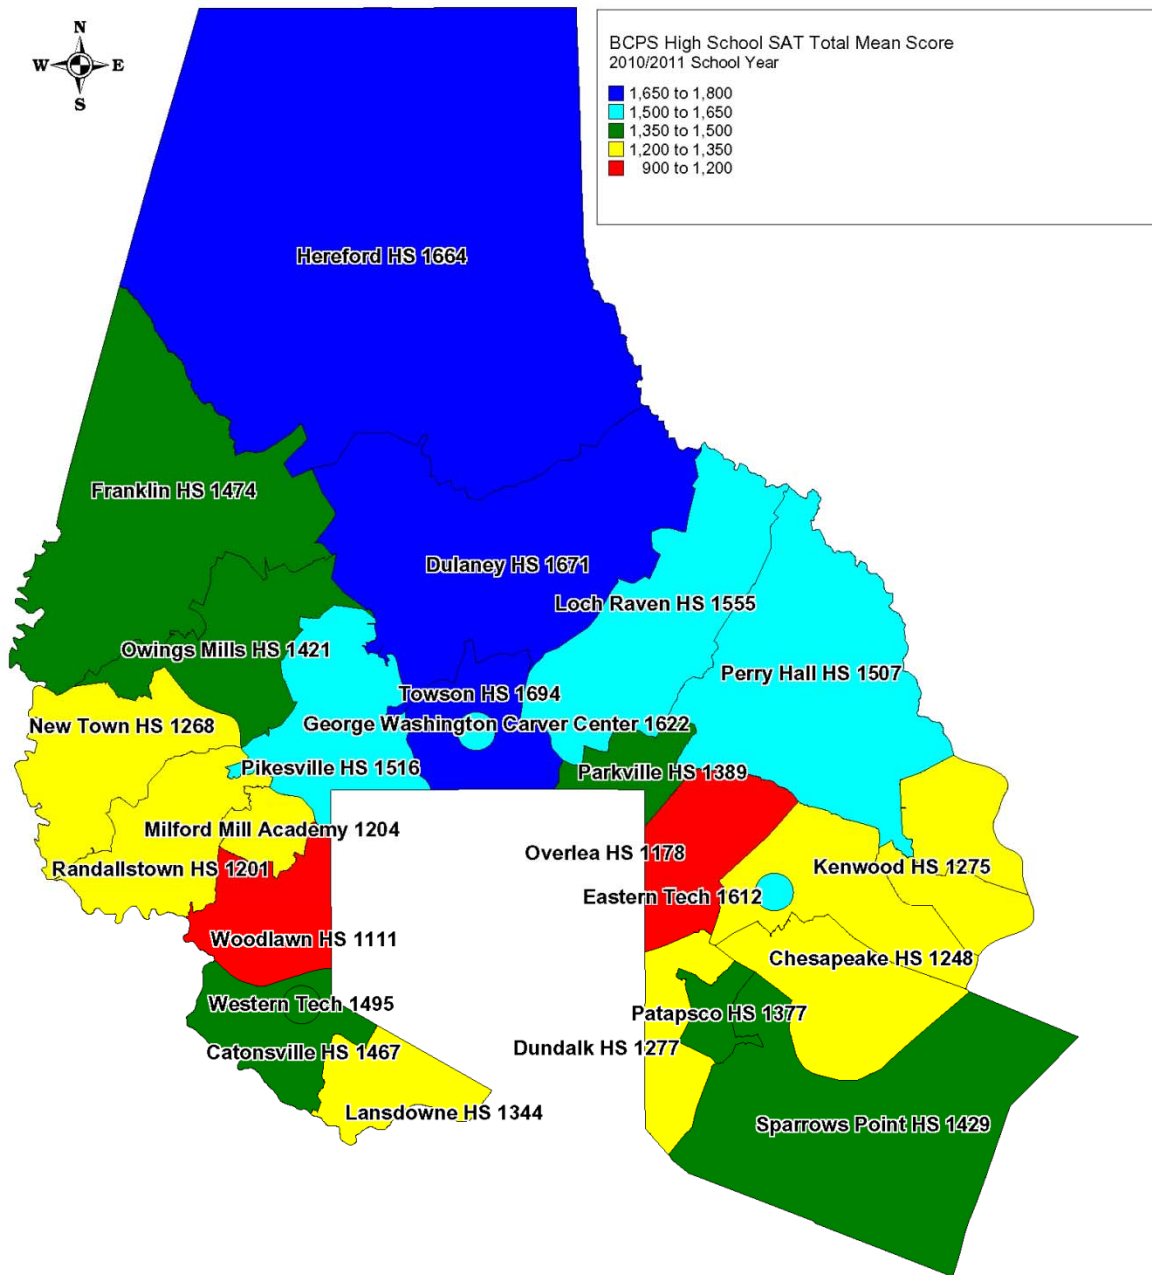 N
W E
S
BCPS High School SAT Total Mean Score
2010/2011 School Year
1,650 to 1,800
1,500 to 1,650
1,350 to 1,500
1,200 to 1,350
900 to 1,200
Hereford HS 1664
Franklin HS 1474
Dulaney HS 1671
Loch Raven HS 1555
Owings Mills HS 1421
Perry Hall HS 1507
Towson HS 1694
New Town HS 1268
George Washington Carver Center 1622
Pikesville HS 1516
Parkville HS 1389
Milford Mill Academy 1204
Overlea HS 1178
Randallstown HS 1201
Kenwood HS 1275
Eastern Tech 1612
Woodlawn HS 1111
Chesapeake HS 1248
Western Tech 1495
Patapsco HS 1377
Dundalk HS 1277
Catonsville HS 1467
Lansdowne HS 1344
Sparrows Point HS 1429